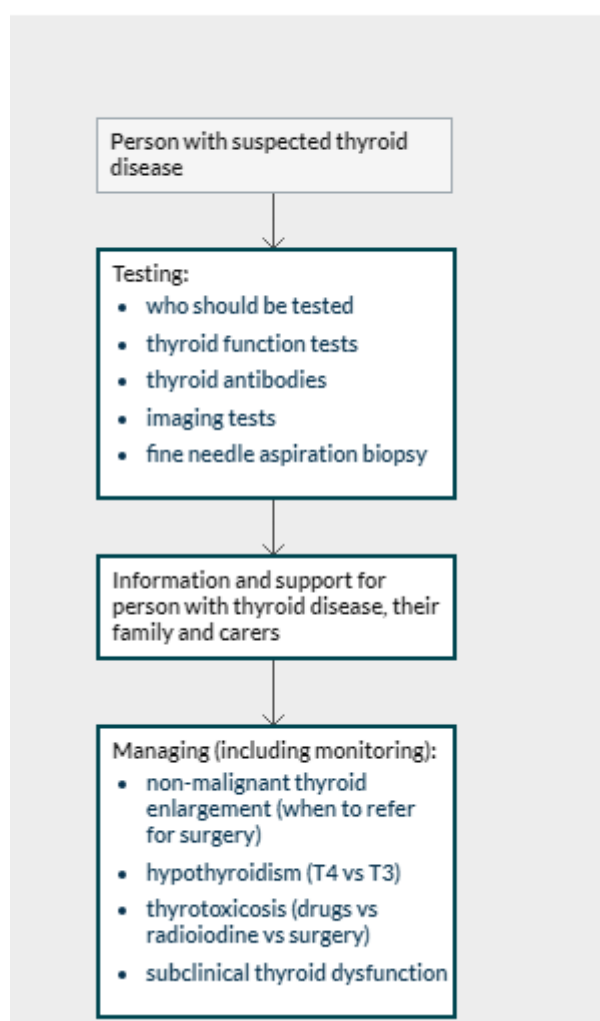 Person with suspected thyroid
disease
Testing:
• who should be tested
• thyroid function tests
• thyroid antibodies
• imaging tests
• fine needle aspiration biopsy
Information and support for
person with thyroid disease, their
family and carers
Managing (including monitoring):
• non-malignant thyroid
enlargement (when to refer
for surgery)
• hypothyroidism (T4 vs T3)
• thyrotoxicosis (drugs vs
radioiodine vs surgery)
• subclinical thyroid dysfunction